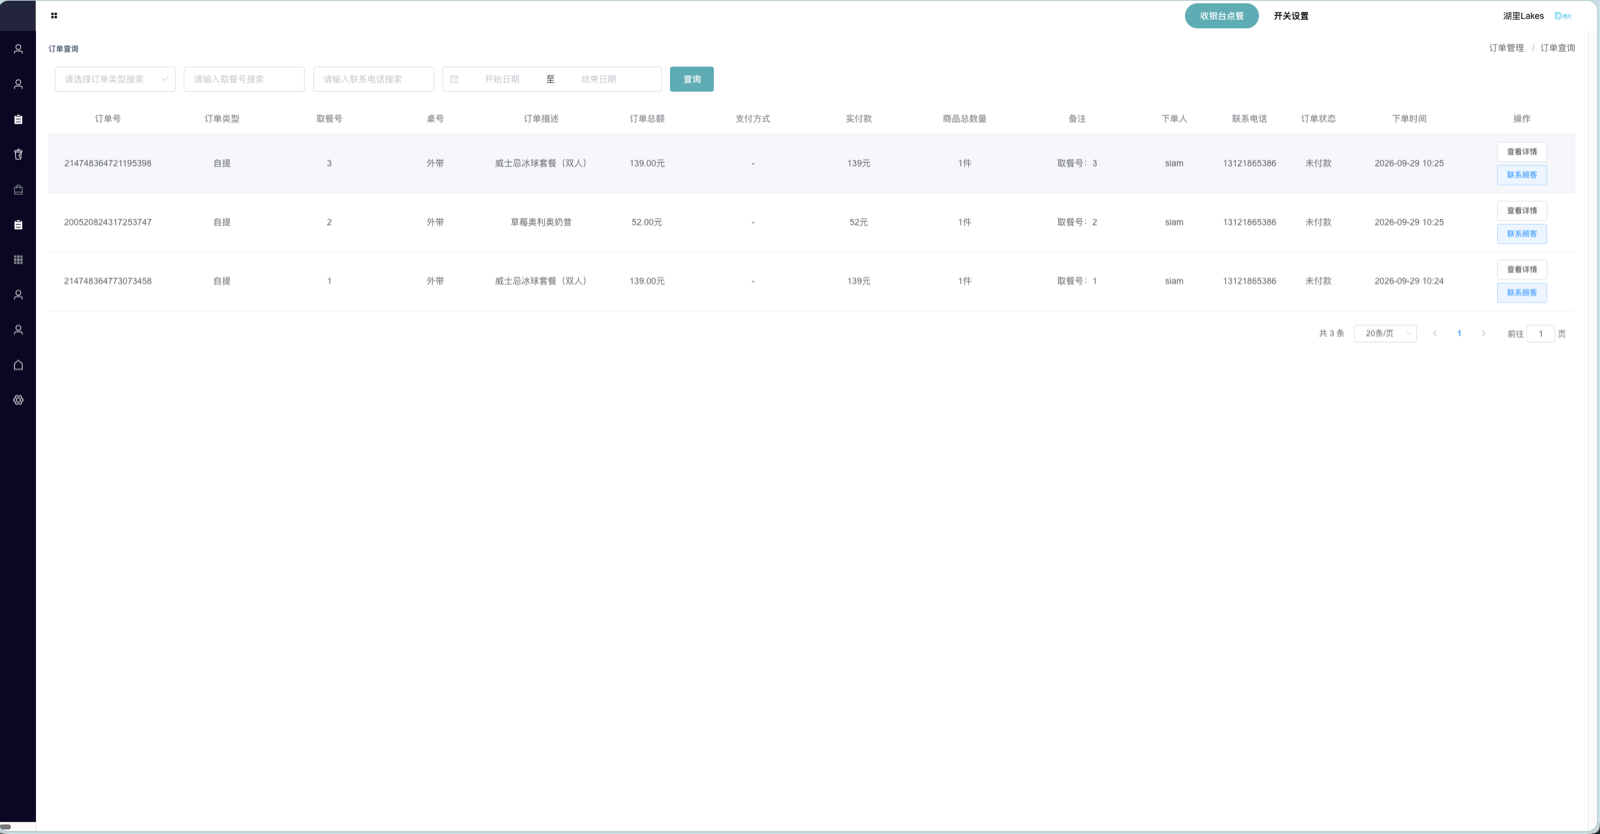 收银台点餐 开关设置 湖里Lakes
订单查询 订单管理 / 订单查询
请选择订单类型搜索 请输入取餐号搜索 请输入联系电话搜索 开始日期 至 结束日期 查询
订单号 订单类型 取餐号 桌号 订单描述 订单总额 支付方式 实付款 商品总数量 备注 下单人 联系电话 订单状态 下单时间 操作
214748364721195398 自提 3 外带 威士忌冰球套餐（双人） 139.00元 - 139元 1件 取餐号：3 siam 13121865386 未付款 2026-09-29 10:25 查看详情
联系顾客
200520824317253747 自提 2 外带 草莓奥利奥奶昔 52.00元 - 52元 1件 取餐号：2 siam 13121865386 未付款 2026-09-29 10:25 查看详情
联系顾客
214748364773073458 自提 1 外带 威士忌冰球套餐（双人） 139.00元 - 139元 1件 取餐号：1 siam 13121865386 未付款 2026-09-29 10:24 查看详情
联系顾客
共 3 条 20条/页 1 前往 1 页